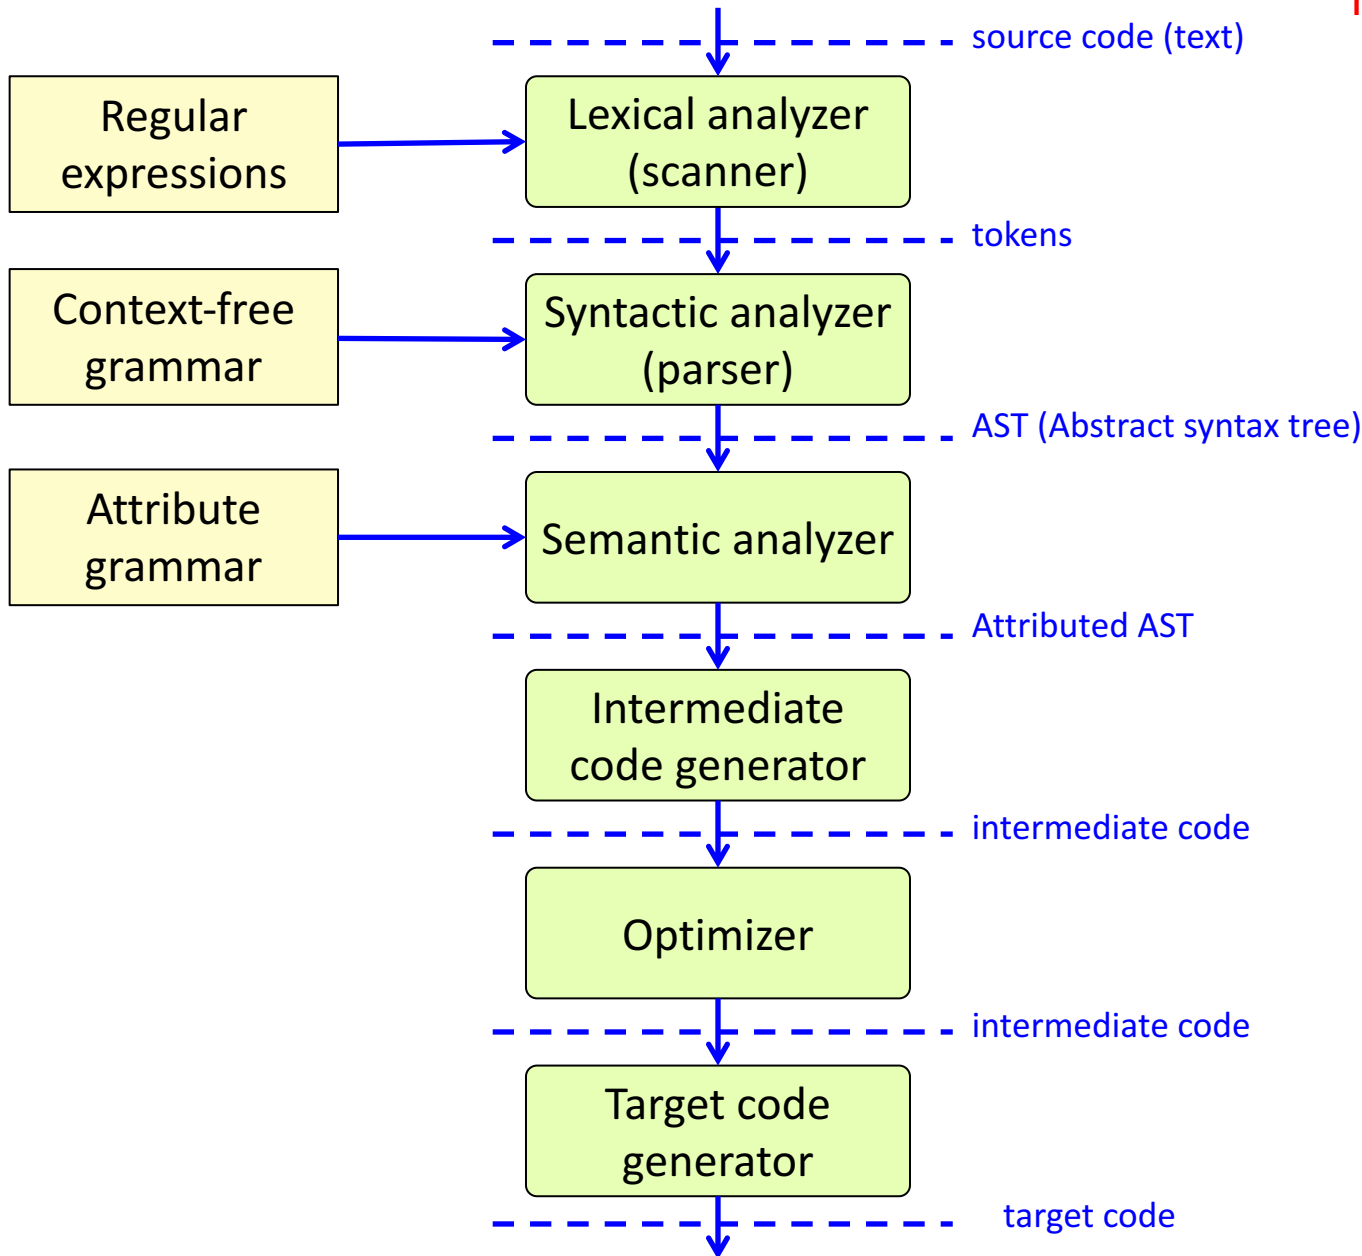 source code (text)
Regular
expressions
Lexical analyzer
(scanner)
tokens
Context-free
grammar
Syntactic analyzer
(parser)
AST (Abstract syntax tree)
Attribute
grammar
Semantic analyzer
Attributed AST
Intermediate
code generator
intermediate code
Optimizer
intermediate code
Target code
generator
target code